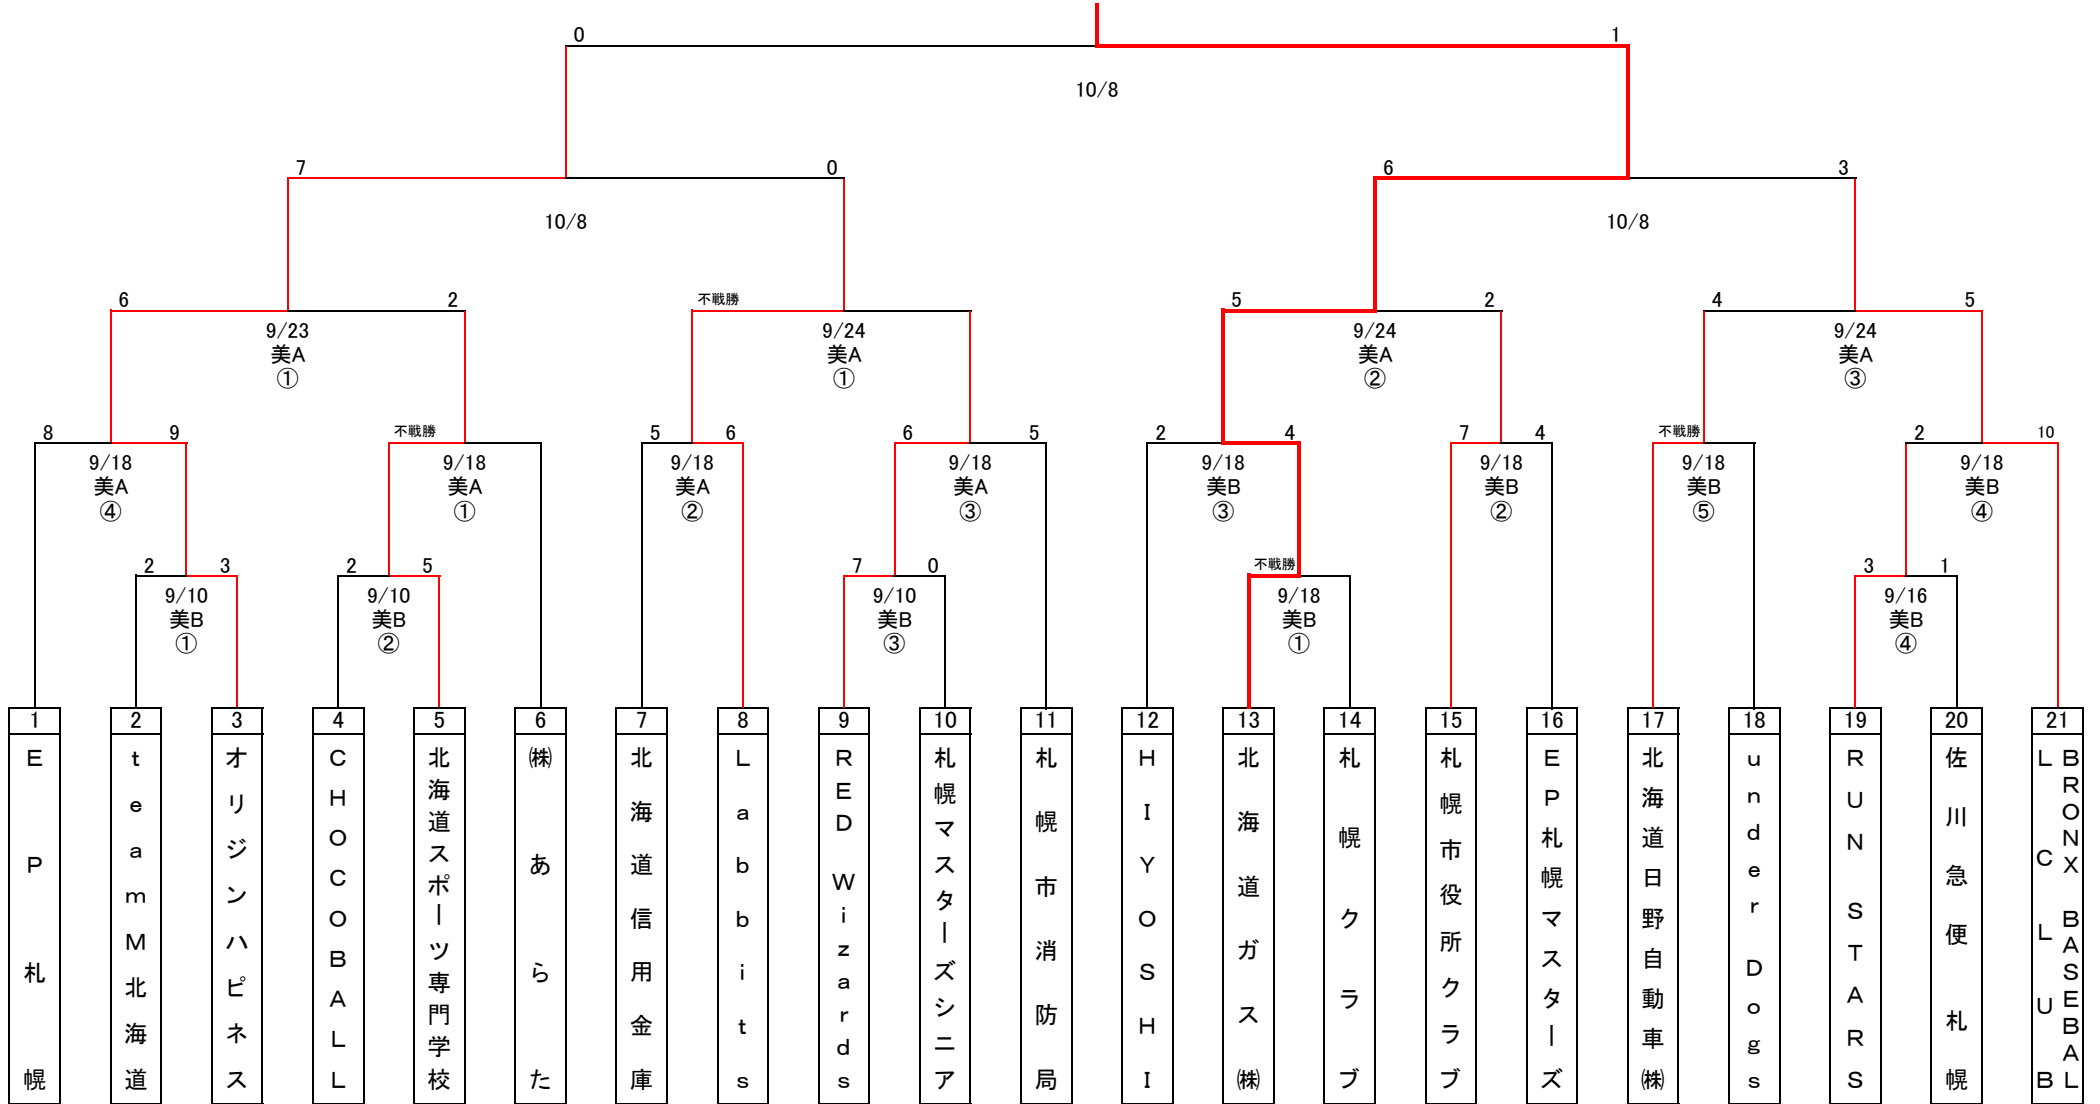 0 1
10/8
7 0 6 3
10/8 10/8
6 2 不戦勝 5 2 4 5
9/23 9/24 9/24 9/24
美A 美A 美A 美A
① ① ② ③
8 9 不戦勝 5 6 6 5 2 4 7 4 不戦勝 2 10
9/18 9/18 9/18 9/18 9/18 9/18 9/18 9/18
美A 美A 美A 美A 美B 美B 美B 美B
④ ① ② ③ ③ ② ⑤ ④
2 3 2 5 7 0 不戦勝 3 1
9/10 9/10 9/10 9/18 9/16
美B 美B 美B 美B 美B
① ② ③ ① ④
1 2 3 4 5 6 7 8 9 10 11 12 13 14 15 16 17 18 19 20 21
EP札幌
teamM北海道
オリジンハピネス
CHOCOBALL
北海道スポーツ専門学校
㈱あらた
北海道信用金庫
Labbits
RED Wizards
札幌マスターズシニア
札幌市消防局
HIYOSHI
北海道ガス㈱
札幌クラブ
札幌市役所クラブ
EP札幌マスターズ
北海道日野自動車㈱
under Dogs
RUN STARS
佐川急便 札幌
BRONX BASEBAL
L CLUB